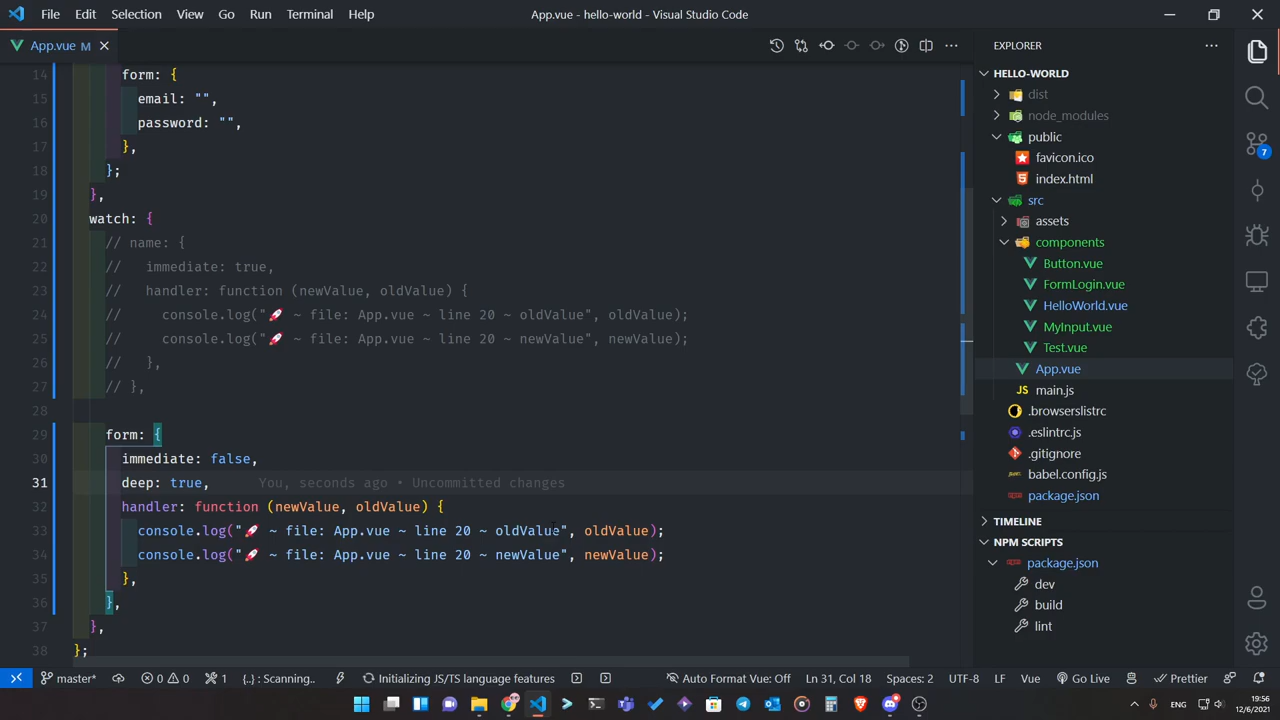 File Edit Selection View Go Run Terminal Help
App.vue - hello-world - Visual Studio Code
App.vue M
14 form: {
15 email: "",
16 password: "",
17 },
18 };
19 },
20 watch: {
21 // name: {
22 //   immediate: true,
23 //   handler: function (newValue, oldValue) {
24 //     console.log("🚀 ~ file: App.vue ~ line 20 ~ oldValue", oldValue);
25 //     console.log("🚀 ~ file: App.vue ~ line 20 ~ newValue", newValue);
26 //   },
27 // },
28
29 form: {
30 immediate: false,
31 deep: true, You, seconds ago • Uncommitted changes
32 handler: function (newValue, oldValue) {
33 console.log("🚀 ~ file: App.vue ~ line 20 ~ oldValue", oldValue);
34 console.log("🚀 ~ file: App.vue ~ line 20 ~ newValue", newValue);
35 },
36 },
37 },
38 };
EXPLORER
HELLO-WORLD
dist
node_modules
public
favicon.ico
index.html
src
assets
components
Button.vue
FormLogin.vue
HelloWorld.vue
MyInput.vue
Test.vue
App.vue
JS main.js
.browserslistrc
.eslintrc.js
.gitignore
babel.config.js
package.json
TIMELINE
NPM SCRIPTS
package.json
dev
build
lint
7
master* 0 0 1 {..} : Scanning.. Initializing JS/TS language features Auto Format Vue: Off Ln 31, Col 18 Spaces: 2 UTF-8 LF Vue Go Live Prettier
ENG
19:56
12/6/2021